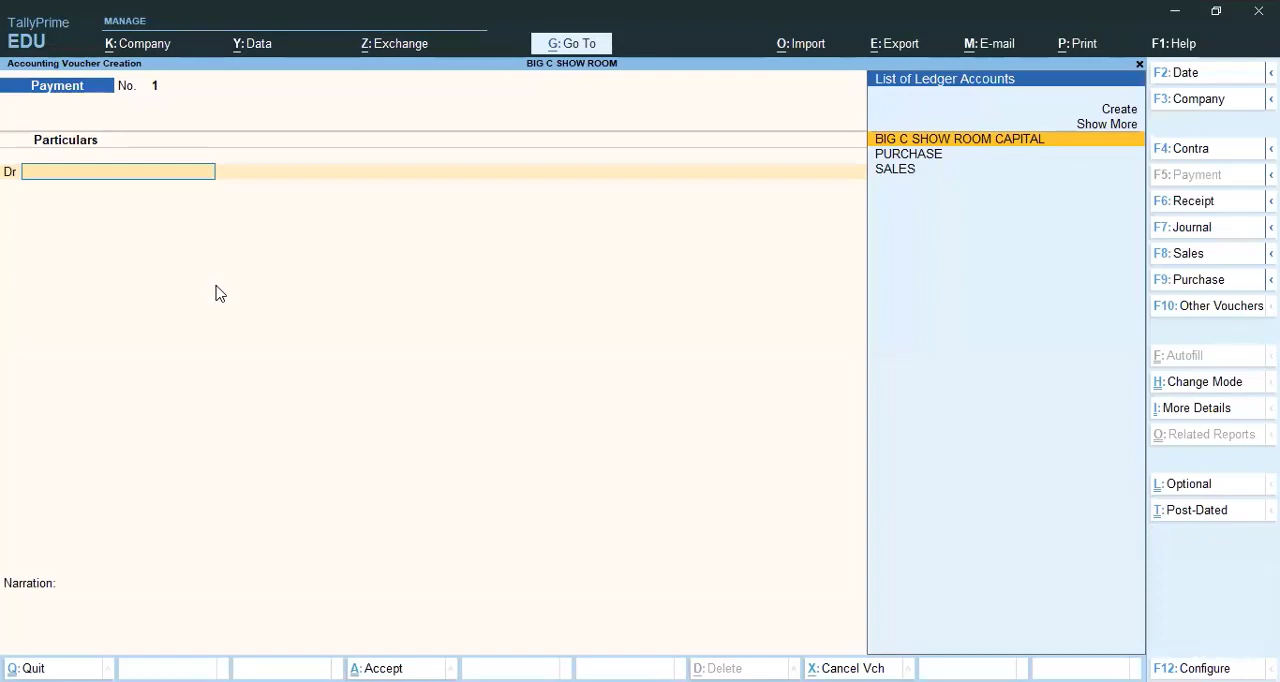 TallyPrime
EDU
MANAGE
K: Company
Y: Data
Z: Exchange
G: Go To
O: Import
E: Export
M: E-mail
P: Print
F1: Help
Accounting Voucher Creation
BIG C SHOW ROOM
Payment No. 1
Particulars
Dr
Narration:
List of Ledger Accounts
Create
Show More
BIG C SHOW ROOM CAPITAL
PURCHASE
SALES
F2: Date
F3: Company
F4: Contra
F5: Payment
F6: Receipt
F7: Journal
F8: Sales
F9: Purchase
F10: Other Vouchers
F: Autofill
H: Change Mode
I: More Details
O: Related Reports
L: Optional
T: Post-Dated
Q: Quit
A: Accept
D: Delete
X: Cancel Vch
F12: Configure